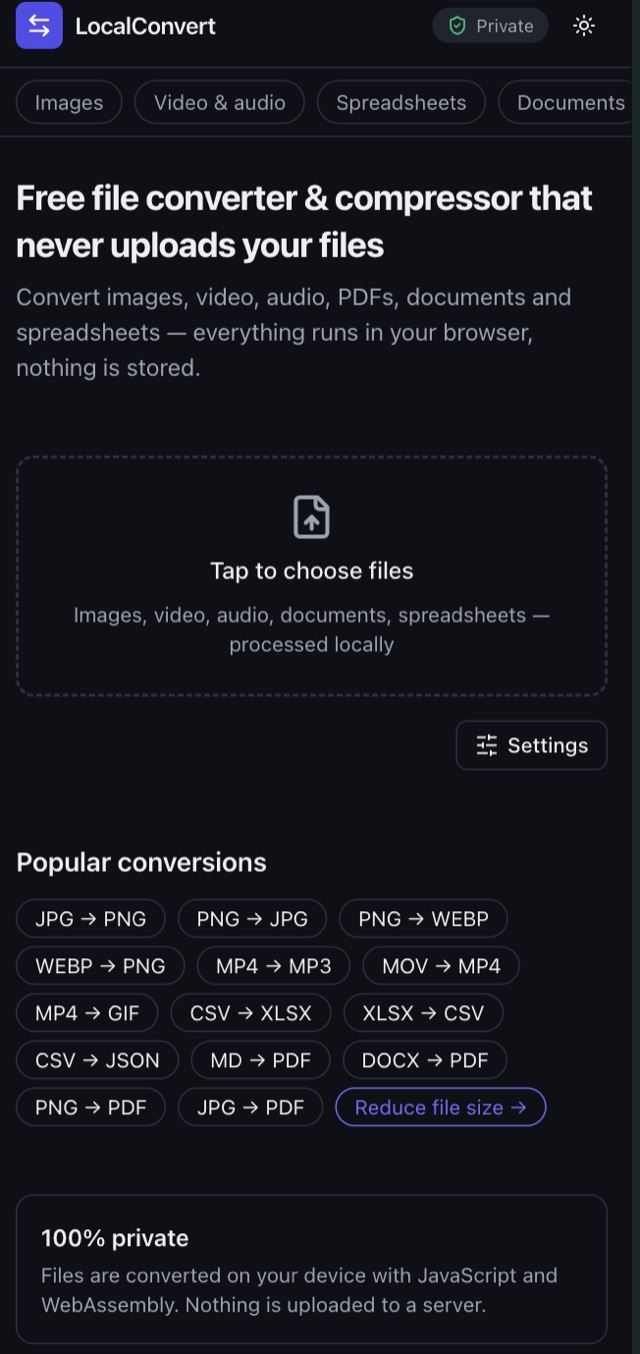 LocalConvert
Private
Images
Video & audio
Spreadsheets
Documents
Free file converter & compressor that
never uploads your files
Convert images, video, audio, PDFs, documents and
spreadsheets — everything runs in your browser,
nothing is stored.
Tap to choose files
Images, video, audio, documents, spreadsheets —
processed locally
Settings
Popular conversions
JPG → PNG
PNG → JPG
PNG → WEBP
WEBP → PNG
MP4 → MP3
MOV → MP4
MP4 → GIF
CSV → XLSX
XLSX → CSV
CSV → JSON
MD → PDF
DOCX → PDF
PNG → PDF
JPG → PDF
Reduce file size →
100% private
Files are converted on your device with JavaScript and
WebAssembly. Nothing is uploaded to a server.